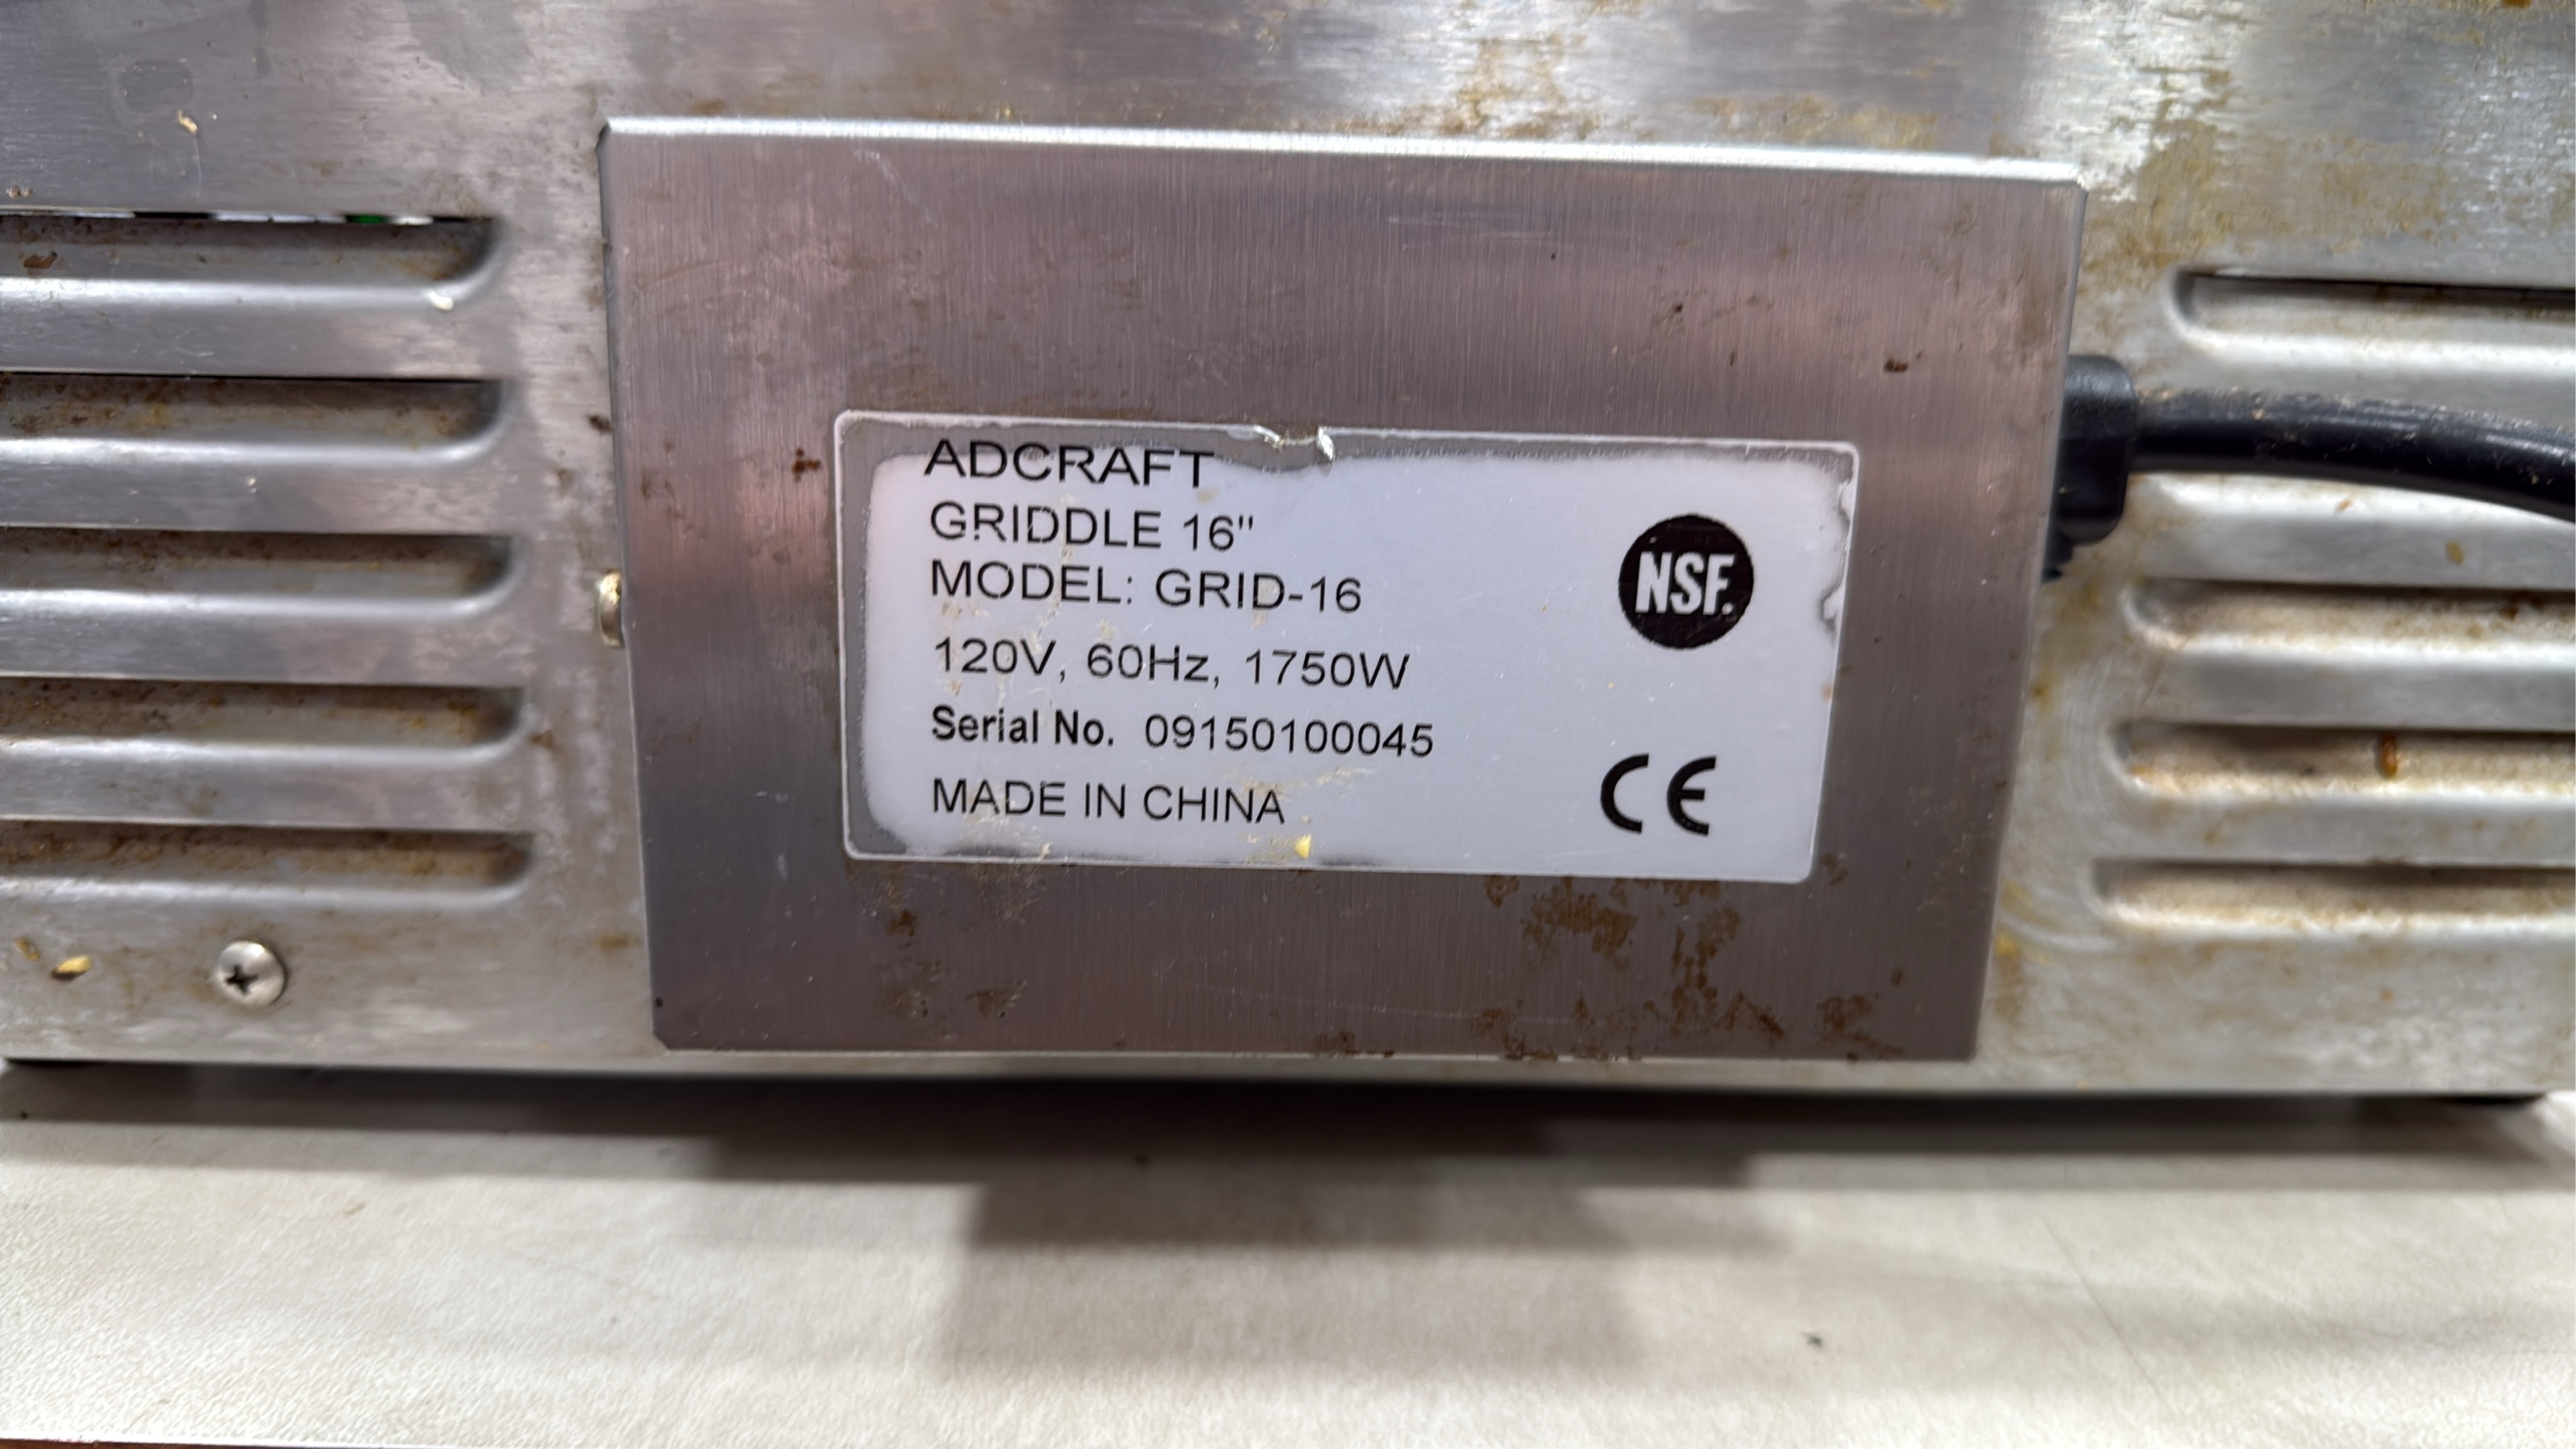 ADCRAFT
GRIDDLE 16"
MODEL: GRID-16
120V, 60Hz, 1750W
Serial No. 09150100045
MADE IN CHINA
NSF.
CE